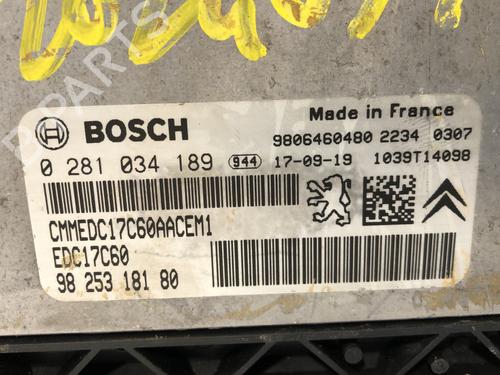 B-PARTS
Made in France
BOSCH
9806460480 2234 0307
0 281 034 189 944 17-09-19 1039T14098
CMMEDC17C60AACEM1
EDC17C60
98 253 181 80